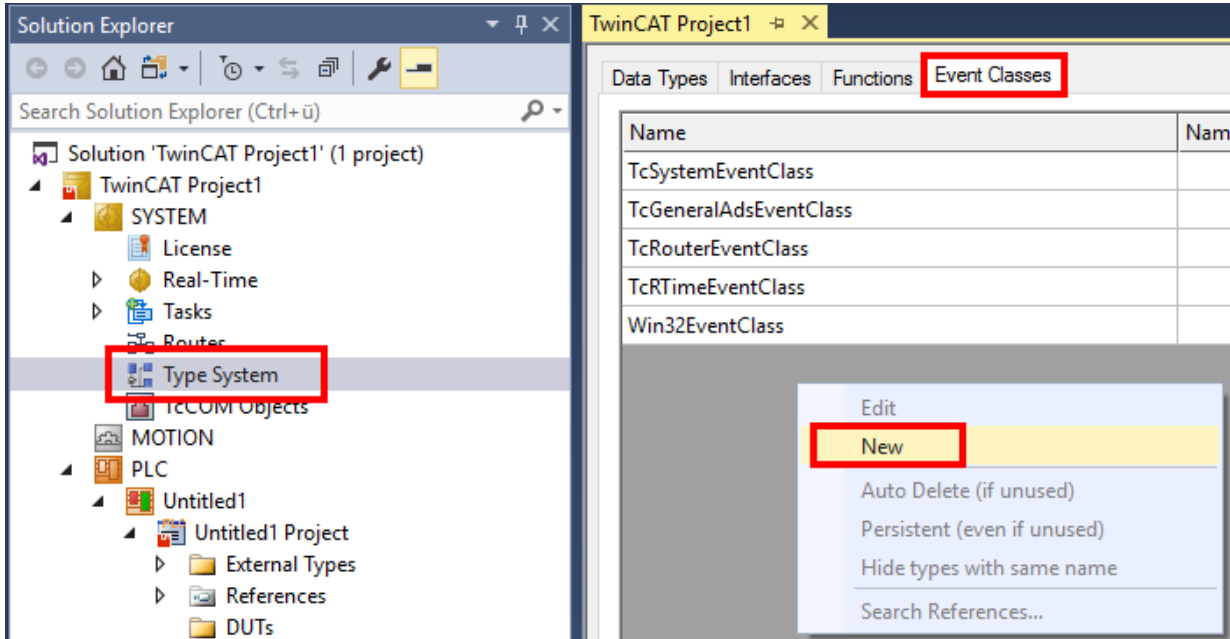 Solution Explorer
Search Solution Explorer (Ctrl+ü)
Solution 'TwinCAT Project1' (1 project)
TwinCAT Project1
SYSTEM
License
Real-Time
Tasks
Routes
Type System
TcCOM Objects
MOTION
PLC
Untitled1
Untitled1 Project
External Types
References
DUTs
TwinCAT Project1
Data Types Interfaces Functions Event Classes
Name Nam
TcSystemEventClass
TcGeneralAdsEventClass
TcRouterEventClass
TcRTimeEventClass
Win32EventClass
Edit
New
Auto Delete (if unused)
Persistent (even if unused)
Hide types with same name
Search References...